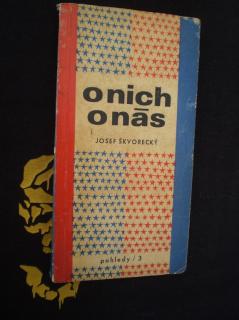 o nich
o nás
JOSEF ŠKVORECKÝ
pohledy / 3